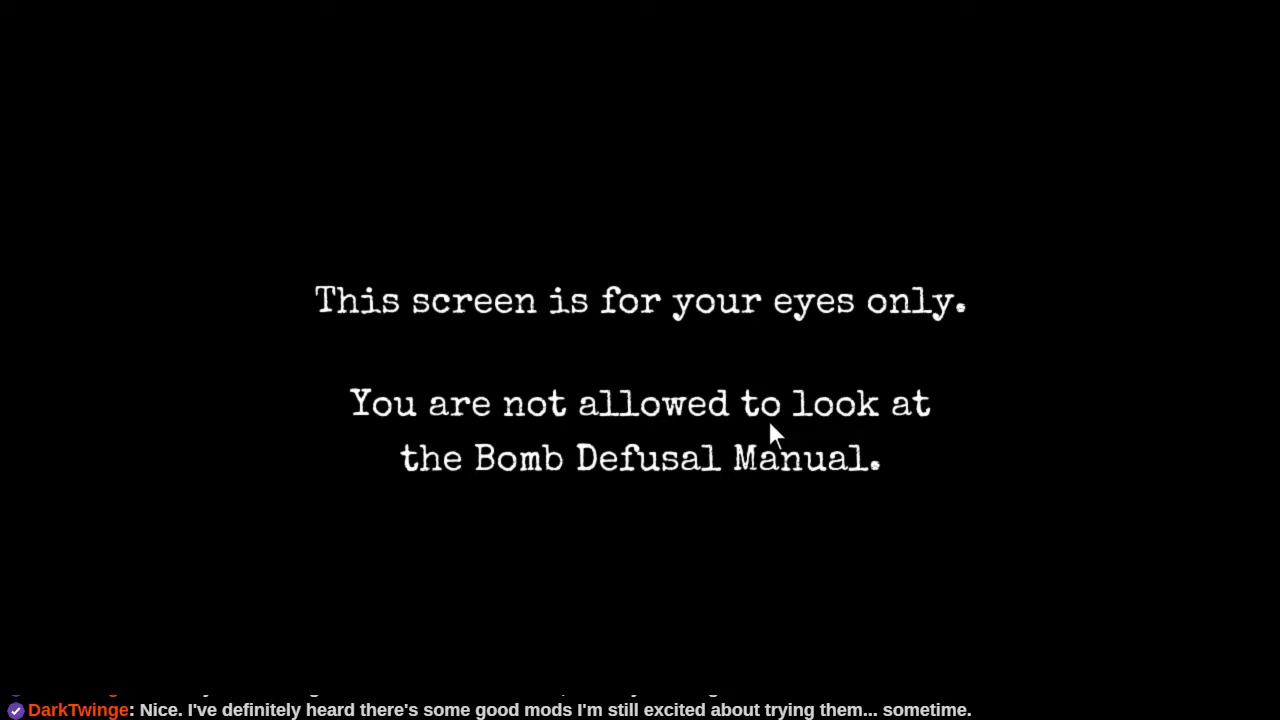 This screen is for your eyes only.
You are not allowed to look at
the Bomb Defusal Manual.
DarkTwinge: Nice. I've definitely heard there's some good mods I'm still excited about trying them... sometime.